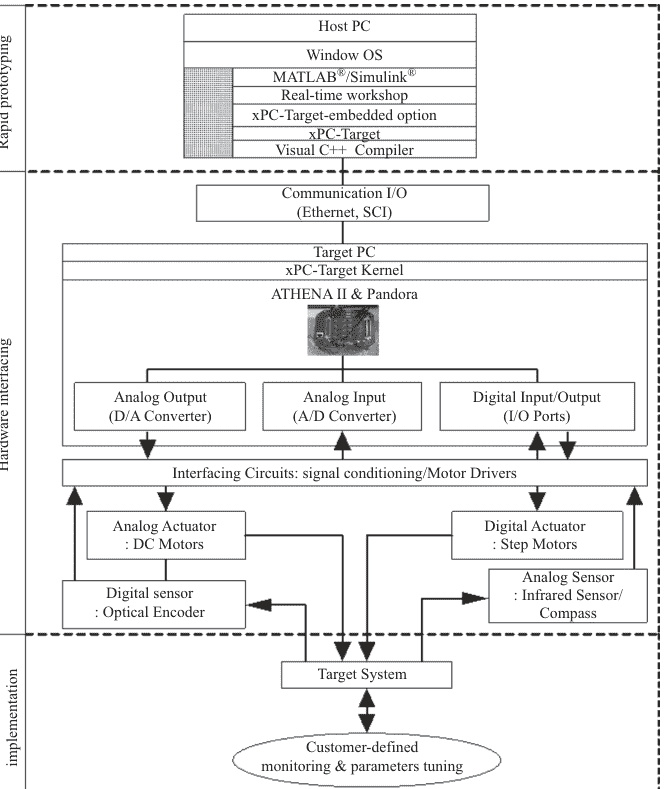 Rapid prototyping
Host PC
Window OS
MATLAB®/Simulink®
Real-time workshop
xPC-Target-embedded option
xPC-Target
Visual C++ Compiler
Hardware interfacing
Communication I/O
(Ethernet, SCI)
Target PC
xPC-Target Kernel
ATHENA II & Pandora
Analog Output
(D/A Converter)
Analog Input
(A/D Converter)
Digital Input/Output
(I/O Ports)
Interfacing Circuits: signal conditioning/Motor Drivers
Analog Actuator
: DC Motors
Digital Actuator
: Step Motors
Digital sensor
: Optical Encoder
Analog Sensor
: Infrared Sensor/
Compass
implementation
Target System
Customer-defined
monitoring & parameters tuning